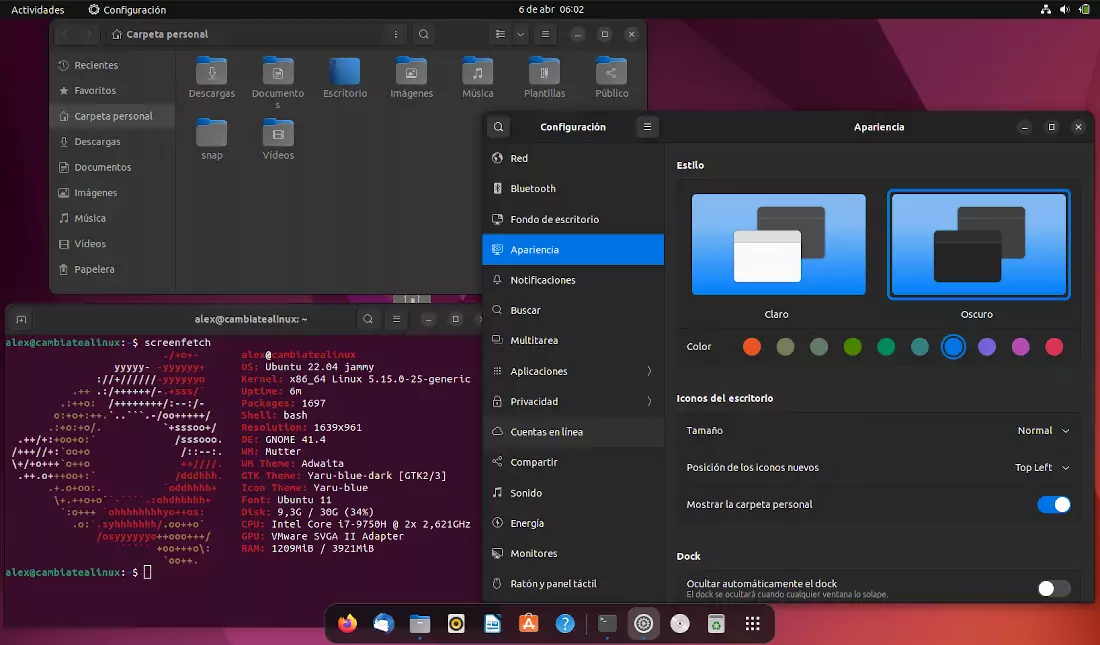 Actividades
Configuración
6 de abr 06:02
Carpeta personal
Recientes
Favoritos
Carpeta personal
Descargas
Documentos
Imágenes
Música
Vídeos
Papelera
Descargas
Documento
s
Escritorio
Imágenes
Música
Plantillas
Público
snap
Vídeos
alex@cambiatealinux: ~
alex@cambiatealinux:~$ screenfetch
alex@cambiatealinux
OS: Ubuntu 22.04 jammy
Kernel: x86_64 Linux 5.15.0-25-generic
Uptime: 6m
Packages: 1697
Shell: bash
Resolution: 1639x961
DE: GNOME 41.4
WM: Mutter
WM Theme: Adwaita
GTK Theme: Yaru-blue-dark [GTK2/3]
Icon Theme: Yaru-blue
Font: Ubuntu 11
Disk: 9,3G / 30G (34%)
CPU: Intel Core i7-9750H @ 2x 2,621GHz
GPU: VMware SVGA II Adapter
RAM: 1209MiB / 3921MiB
alex@cambiatealinux:~$
Configuración
Red
Bluetooth
Fondo de escritorio
Apariencia
Notificaciones
Buscar
Multitarea
Aplicaciones
Privacidad
Cuentas en línea
Compartir
Sonido
Energía
Monitores
Ratón y panel táctil
Apariencia
Estilo
Claro
Oscuro
Color
Iconos del escritorio
Tamaño
Normal
Posición de los iconos nuevos
Top Left
Mostrar la carpeta personal
Dock
Ocultar automáticamente el dock
El dock se ocultará cuando cualquier ventana lo solape.